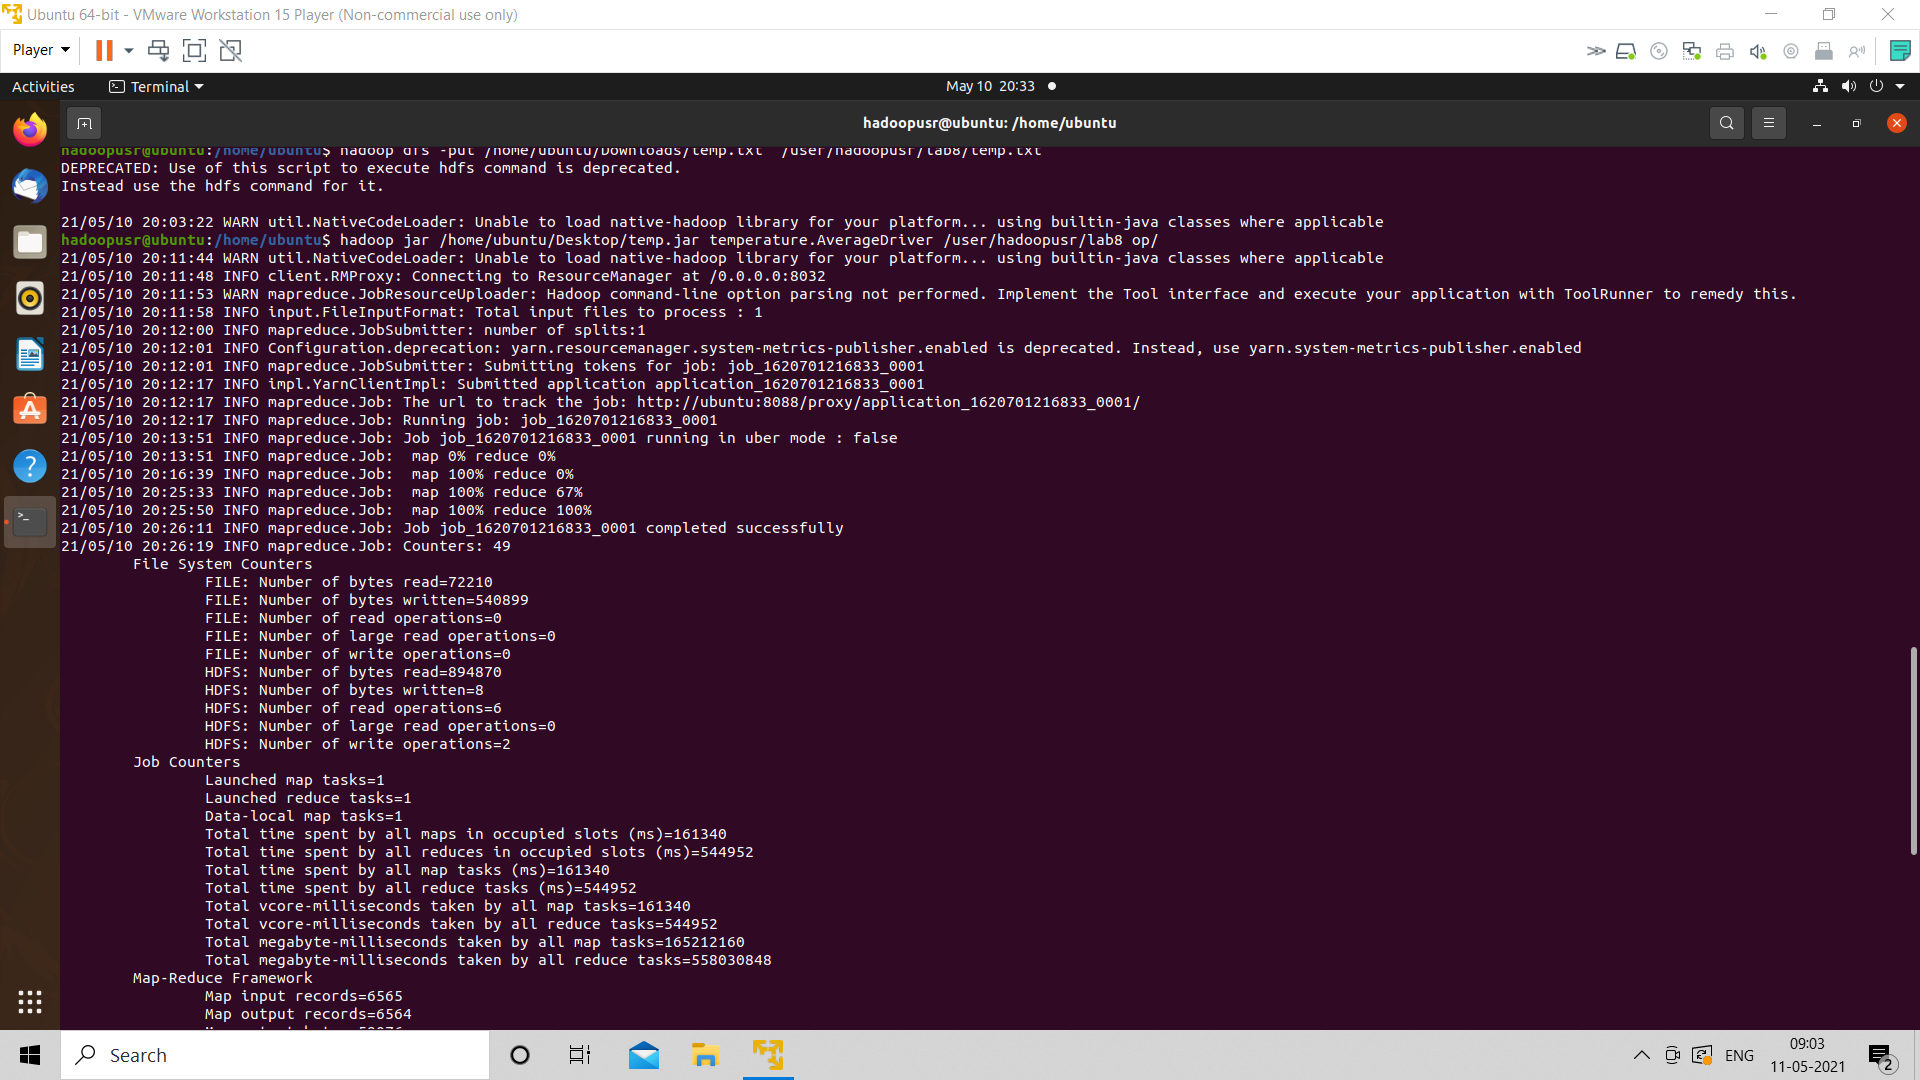 Ubuntu 64-bit - VMware Workstation 15 Player (Non-commercial use only)
Player
Activities
Terminal
May 10 20:33
hadoopusr@ubuntu: /home/ubuntu
hadoopusr@ubuntu:/home/ubuntu$ hadoop dfs -put /home/ubuntu/Downloads/temp.txt  /user/hadoopusr/lab8/temp.txt
DEPRECATED: Use of this script to execute hdfs command is deprecated.
Instead use the hdfs command for it.
21/05/10 20:03:22 WARN util.NativeCodeLoader: Unable to load native-hadoop library for your platform... using builtin-java classes where applicable
hadoopusr@ubuntu:/home/ubuntu$ hadoop jar /home/ubuntu/Desktop/temp.jar temperature.AverageDriver /user/hadoopusr/lab8 op/
21/05/10 20:11:44 WARN util.NativeCodeLoader: Unable to load native-hadoop library for your platform... using builtin-java classes where applicable
21/05/10 20:11:48 INFO client.RMProxy: Connecting to ResourceManager at /0.0.0.0:8032
21/05/10 20:11:53 WARN mapreduce.JobResourceUploader: Hadoop command-line option parsing not performed. Implement the Tool interface and execute your application with ToolRunner to remedy this.
21/05/10 20:11:58 INFO input.FileInputFormat: Total input files to process : 1
21/05/10 20:12:00 INFO mapreduce.JobSubmitter: number of splits:1
21/05/10 20:12:01 INFO Configuration.deprecation: yarn.resourcemanager.system-metrics-publisher.enabled is deprecated. Instead, use yarn.system-metrics-publisher.enabled
21/05/10 20:12:01 INFO mapreduce.JobSubmitter: Submitting tokens for job: job_1620701216833_0001
21/05/10 20:12:17 INFO impl.YarnClientImpl: Submitted application application_1620701216833_0001
21/05/10 20:12:17 INFO mapreduce.Job: The url to track the job: http://ubuntu:8088/proxy/application_1620701216833_0001/
21/05/10 20:12:17 INFO mapreduce.Job: Running job: job_1620701216833_0001
21/05/10 20:13:51 INFO mapreduce.Job: Job job_1620701216833_0001 running in uber mode : false
21/05/10 20:13:51 INFO mapreduce.Job:  map 0% reduce 0%
21/05/10 20:16:39 INFO mapreduce.Job:  map 100% reduce 0%
21/05/10 20:25:33 INFO mapreduce.Job:  map 100% reduce 67%
21/05/10 20:25:50 INFO mapreduce.Job:  map 100% reduce 100%
21/05/10 20:26:11 INFO mapreduce.Job: Job job_1620701216833_0001 completed successfully
21/05/10 20:26:19 INFO mapreduce.Job: Counters: 49
File System Counters
FILE: Number of bytes read=72210
FILE: Number of bytes written=540899
FILE: Number of read operations=0
FILE: Number of large read operations=0
FILE: Number of write operations=0
HDFS: Number of bytes read=894870
HDFS: Number of bytes written=8
HDFS: Number of read operations=6
HDFS: Number of large read operations=0
HDFS: Number of write operations=2
Job Counters
Launched map tasks=1
Launched reduce tasks=1
Data-local map tasks=1
Total time spent by all maps in occupied slots (ms)=161340
Total time spent by all reduces in occupied slots (ms)=544952
Total time spent by all map tasks (ms)=161340
Total time spent by all reduce tasks (ms)=544952
Total vcore-milliseconds taken by all map tasks=161340
Total vcore-milliseconds taken by all reduce tasks=544952
Total megabyte-milliseconds taken by all map tasks=165212160
Total megabyte-milliseconds taken by all reduce tasks=558030848
Map-Reduce Framework
Map input records=6565
Map output records=6564
Search
ENG
09:03
11-05-2021
2